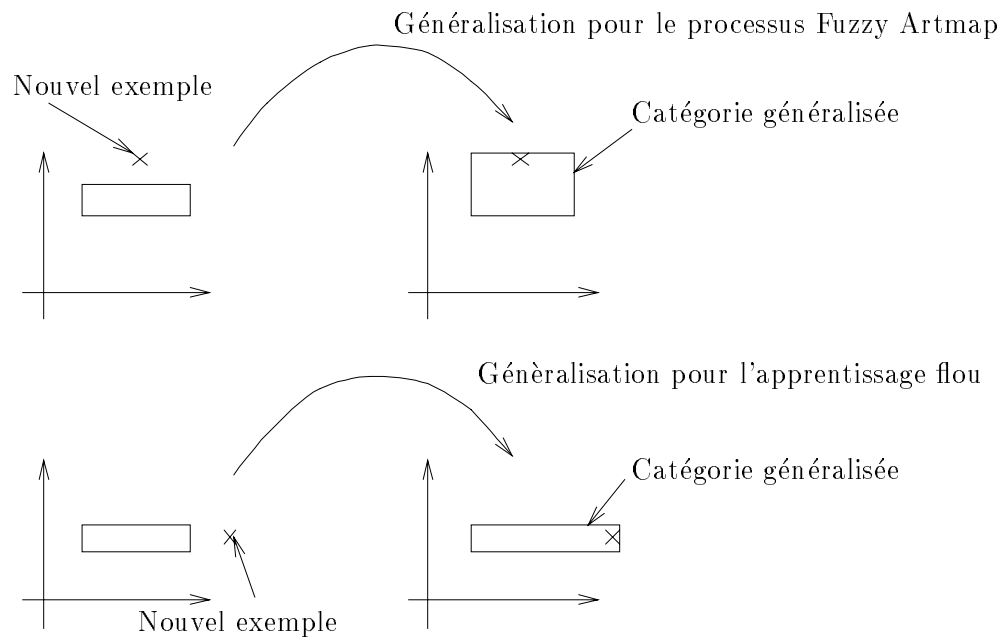 Généralisation pour le processus Fuzzy Artmap
Nouvel exemple
Catégorie généralisée
Génèralisation pour l'apprentissage flou
Catégorie généralisée
Nouvel exemple